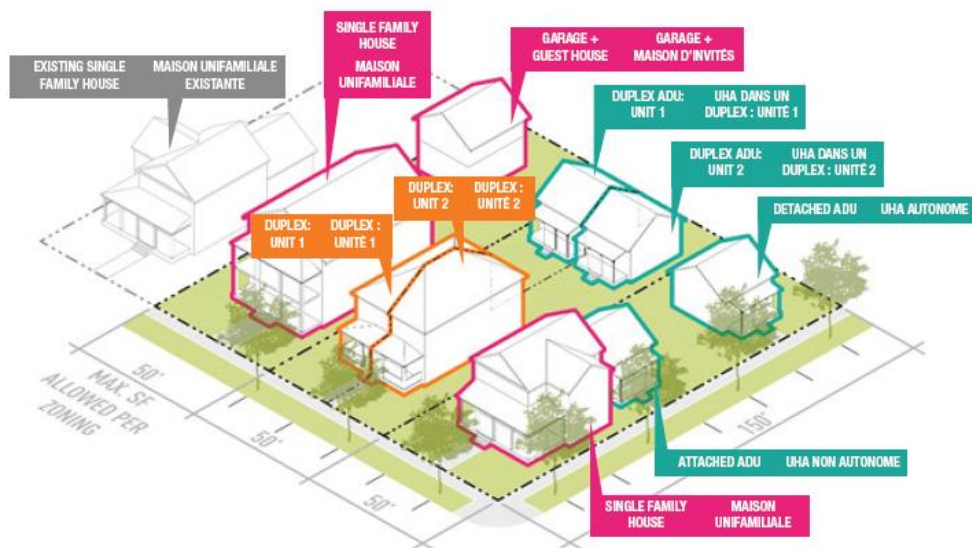 EXISTING SINGLE
FAMILY HOUSE
MAISON UNIFAMILIALE
EXISTANTE
SINGLE FAMILY
HOUSE
MAISON
UNIFAMILIALE
GARAGE +
GUEST HOUSE
GARAGE +
MAISON D'INVITÉS
DUPLEX ADU:
UNIT 1
UHA DANS UN
DUPLEX : UNITÉ 1
DUPLEX ADU:
UNIT 2
UHA DANS UN
DUPLEX : UNITÉ 2
DETACHED ADU
UHA AUTONOME
DUPLEX:
UNIT 2
DUPLEX :
UNITÉ 2
DUPLEX:
UNIT 1
DUPLEX :
UNITÉ 1
50'
MAX. SF
ALLOWED PER
ZONING
50'
50'
150'
ATTACHED ADU
UHA NON AUTONOME
SINGLE FAMILY
HOUSE
MAISON
UNIFAMILIALE